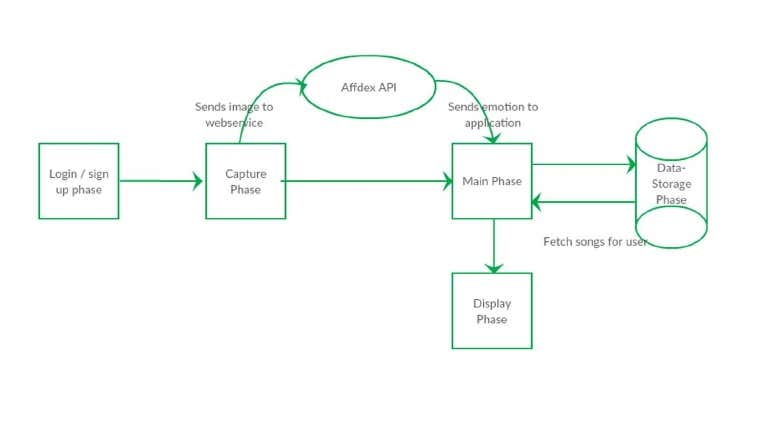 Affdex API
Sends image to
webservice
Sends emotion to
application
Login / sign
up phase
Capture
Phase
Main Phase
Data-
Storage
Phase
Fetch songs for user
Display
Phase